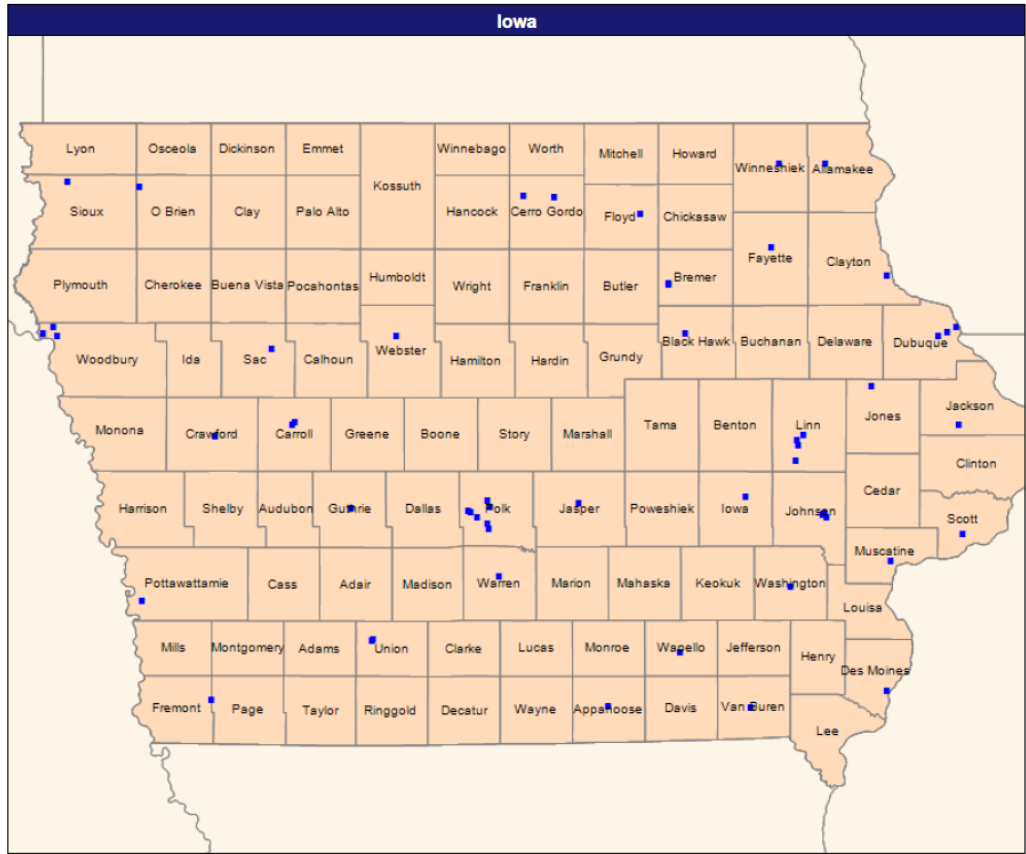 Iowa
Lyon Osceola Dickinson Emmet Kossuth Winnebago Worth Mitchell Howard Winneshiek Allamakee
Sioux O Brien Clay Palo Alto Hancock Cerro Gordo Floyd Chickasaw Fayette Clayton
Plymouth Cherokee Buena Vista Pocahontas Humboldt Wright Franklin Butler Bremer
Woodbury Ida Sac Calhoun Webster Hamilton Hardin Grundy Black Hawk Buchanan Delaware Dubuque
Monona Crawford Carroll Greene Boone Story Marshall Tama Benton Linn Jones Jackson
Clinton
Harrison Shelby Audubon Guthrie Dallas Polk Jasper Poweshiek Iowa Johnson Cedar Scott
Muscatine
Pottawattamie Cass Adair Madison Warren Marion Mahaska Keokuk Washington Louisa
Mills Montgomery Adams Union Clarke Lucas Monroe Wapello Jefferson Henry Des Moines
Fremont Page Taylor Ringgold Decatur Wayne Appanoose Davis Van Buren Lee